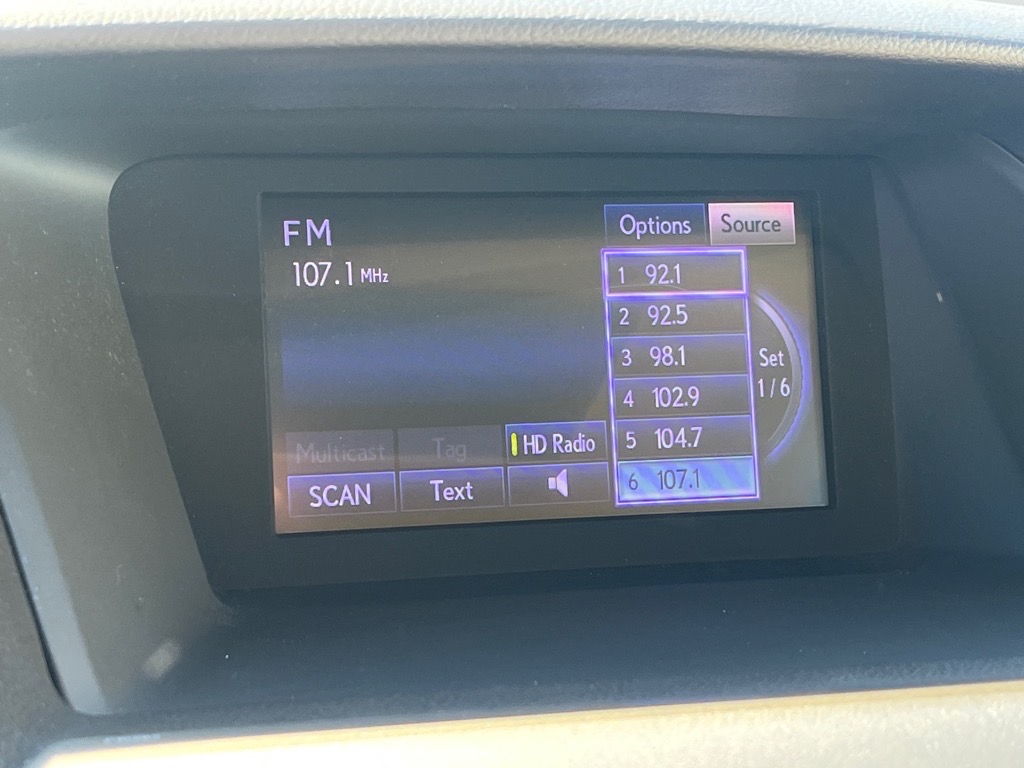 FM
107.1 MHz
Options
Source
1 92.1
2 92.5
3 98.1
4 102.9
5 104.7
6 107.1
Set
1/6
Multicast
Tag
HD Radio
SCAN
Text